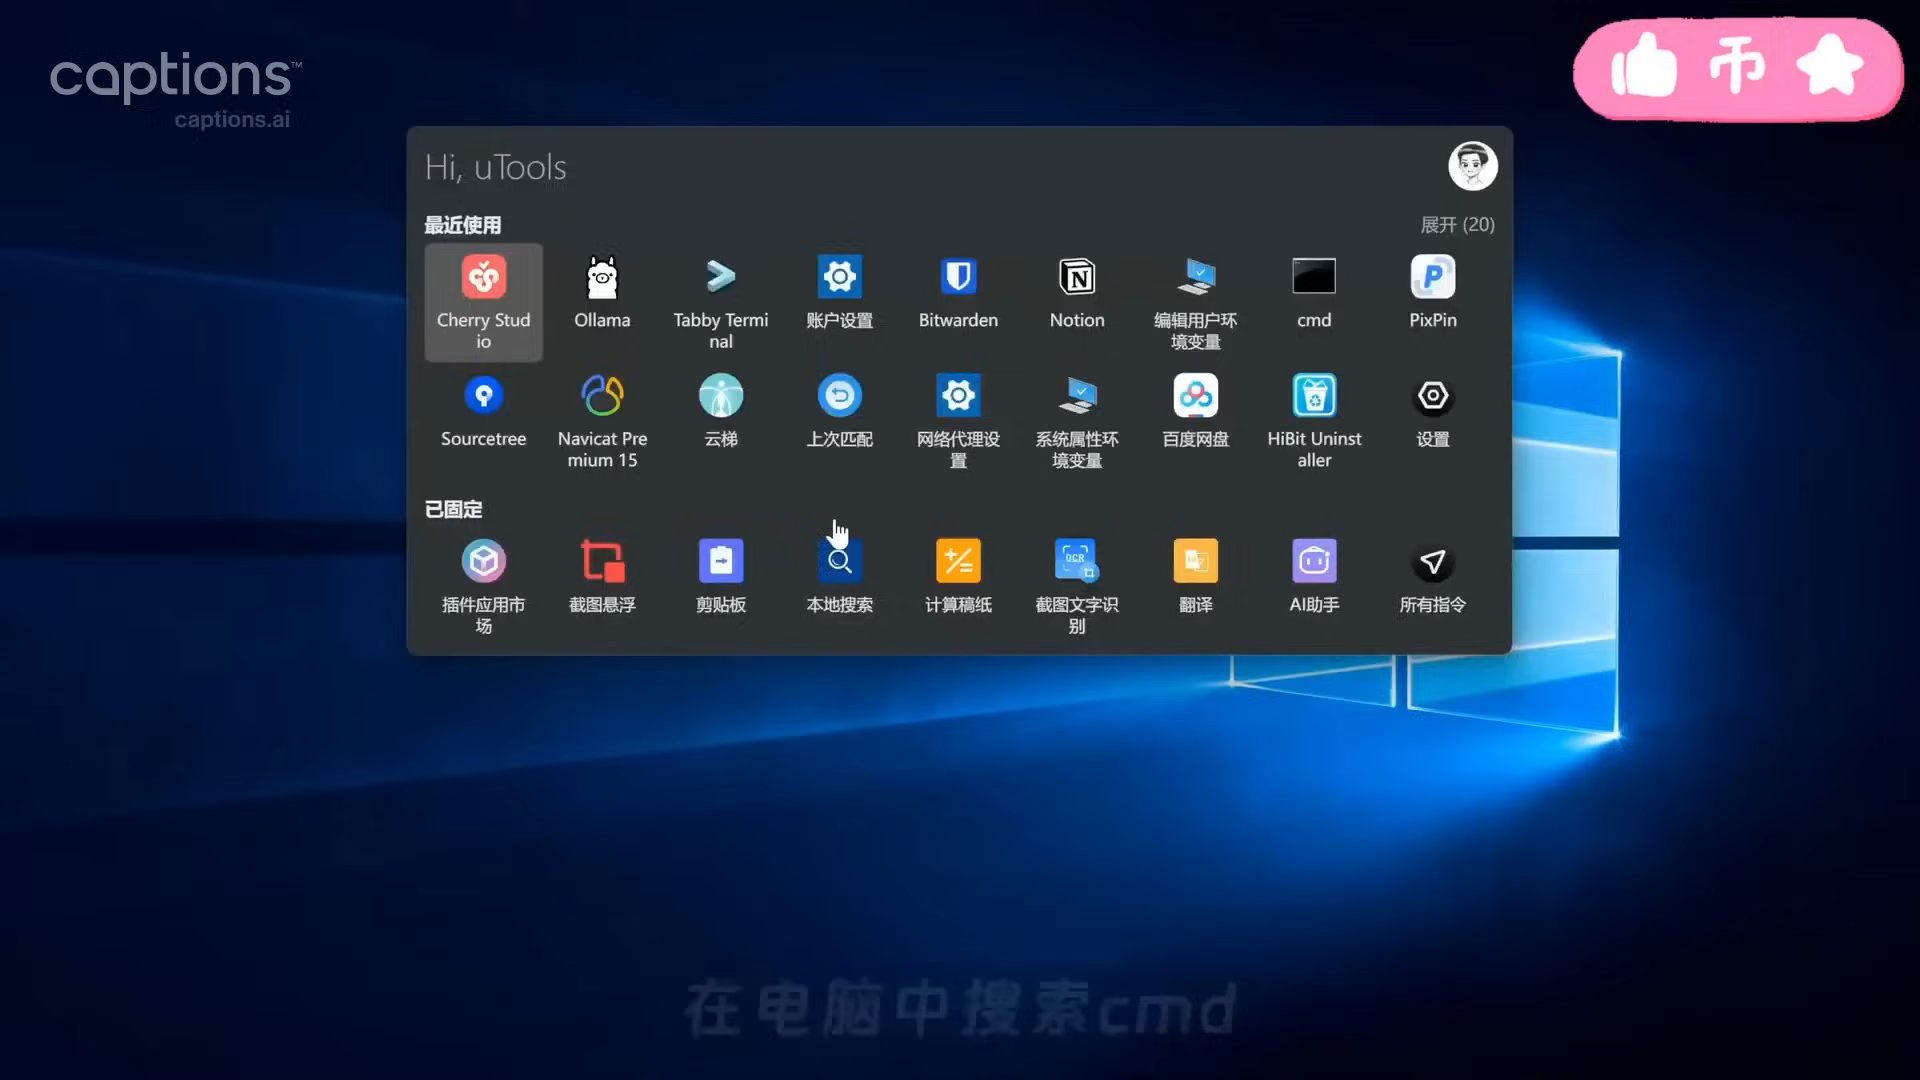 captions™
captions.ai
币
Hi, uTools
最近使用
展开 (20)
Cherry Stud
io
Ollama
Tabby Termi
nal
账户设置
Bitwarden
Notion
编辑用户环
境变量
cmd
PixPin
Sourcetree
Navicat Pre
mium 15
云梯
上次匹配
网络代理设
置
系统属性环
境变量
百度网盘
HiBit Uninst
aller
设置
已固定
OCR
插件应用市
场
截图悬浮
剪贴板
本地搜索
计算稿纸
截图文字识
别
翻译
AI助手
所有指令
在电脑中搜索cmd